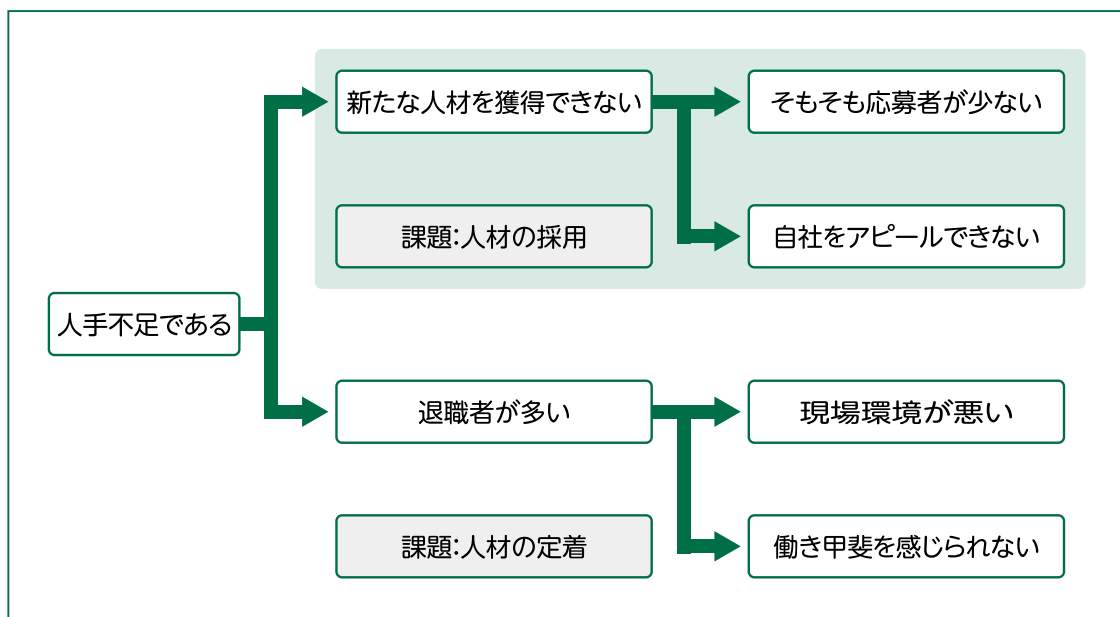 新たな人材を獲得できない
そもそも応募者が少ない
課題:人材の採用
自社をアピールできない
人手不足である
退職者が多い
現場環境が悪い
課題:人材の定着
働き甲斐を感じられない